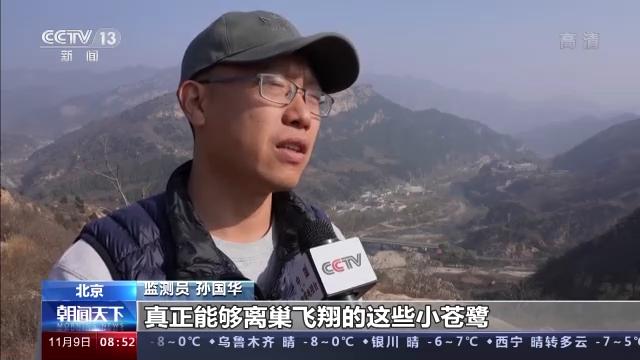 CCTV 13
新闻
高清
CCTV
北京
监测员 孙国华
朝闻天下
MORNING NEWS
真正能够离巢飞翔的这些小苍鹭
11月9日 08:52
-8~0℃ ·乌鲁木齐 晴 -8~0℃ ·银川 晴 -6~7℃ ·西宁 晴转多云 -7~5℃